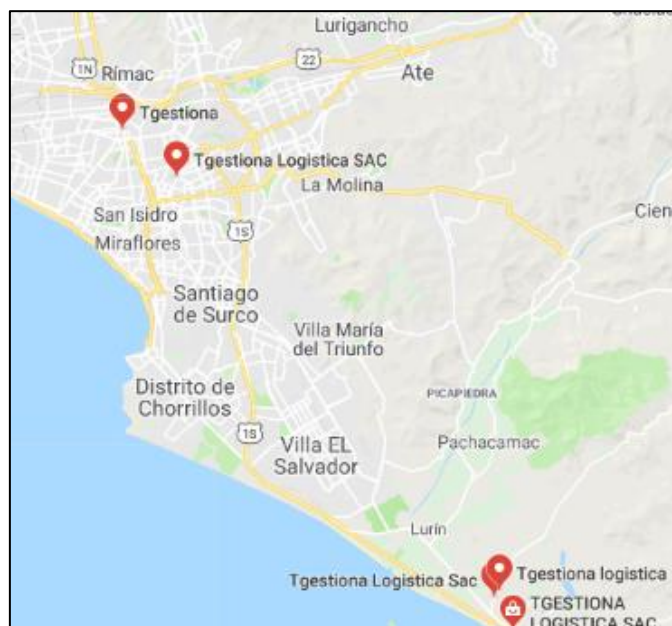 Lurigancho
22
1N
Rímac
Ate
Tgestiona
Tgestiona Logistica SAC
La Molina
San Isidro
Cien
Miraflores
1S
Santiago
de Surco
Villa María
del Triunfo
Distrito de
Chorrillos
PICAPIEDRA
1S
Villa EL
Salvador
Pachacamac
Lurín
Tgestiona Logistica Sac
Tgestiona logística
TGESTIONA
LOGISTICA SAC